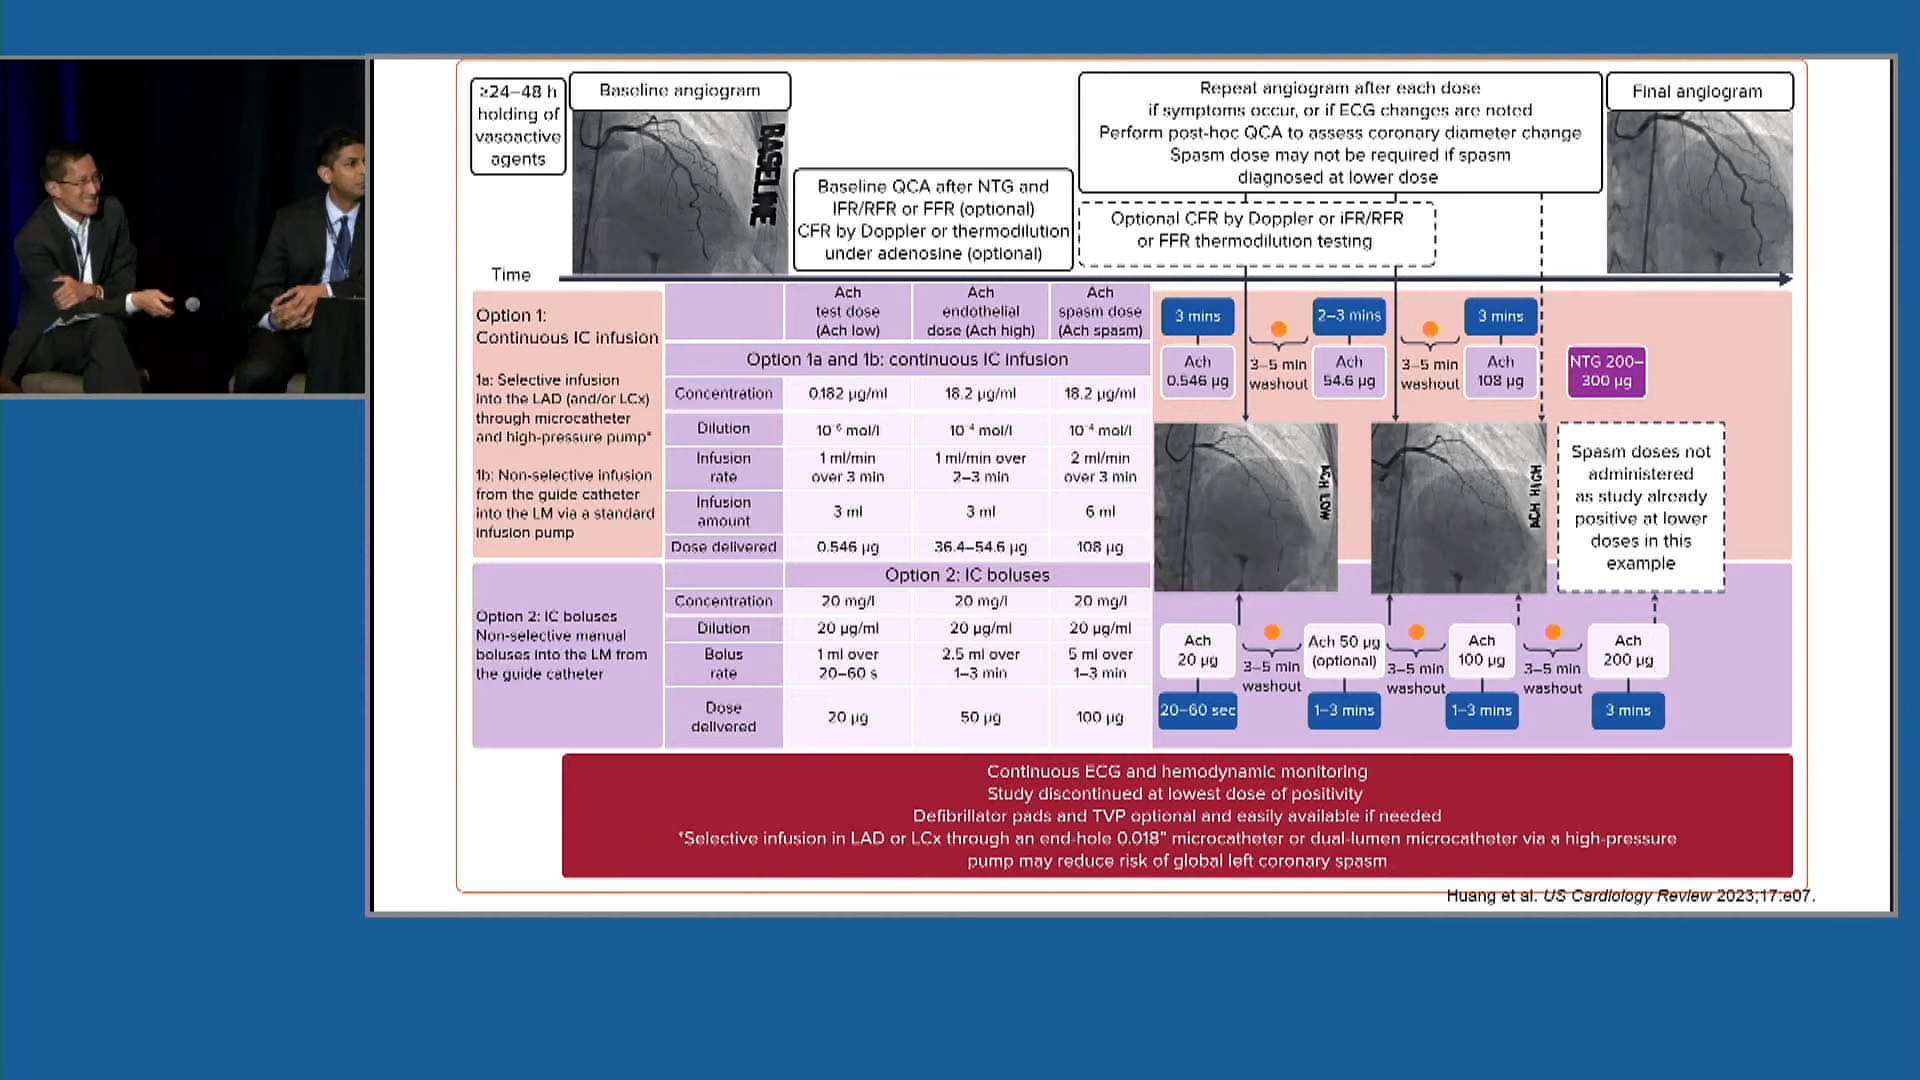 ≥24–48 h
holding of
vasoactive
agents
Baseline angiogram
BASELINE
Baseline QCA after NTG and
IFR/RFR or FFR (optional)
CFR by Doppler or thermodilution
under adenosine (optional)
Repeat angiogram after each dose
if symptoms occur, or if ECG changes are noted
Perform post-hoc QCA to assess coronary diameter change
Spasm dose may not be required if spasm
diagnosed at lower dose
Optional CFR by Doppler or iFR/RFR
or FFR thermodilution testing
Final angiogram
Time
Option 1:
Continuous IC infusion
1a: Selective infusion
into the LAD (and/or LCx)
through microcatheter
and high-pressure pump*
1b: Non-selective infusion
from the guide catheter
into the LM via a standard
infusion pump
Ach
test dose
(Ach low)
Ach
endothelial
dose (Ach high)
Ach
spasm dose
(Ach spasm)
Option 1a and 1b: continuous IC infusion
Concentration 0.182 µg/ml 18.2 µg/ml 18.2 µg/ml
Dilution 10⁻⁶ mol/l 10⁻⁴ mol/l 10⁻⁴ mol/l
Infusion
rate
1 ml/min
over 3 min
1 ml/min over
2–3 min
2 ml/min
over 3 min
Infusion
amount
3 ml 3 ml 6 ml
Dose delivered 0.546 µg 36.4–54.6 µg 108 µg
3 mins
Ach
0.546 µg
3–5 min
washout
2–3 mins
Ach
54.6 µg
3–5 min
washout
3 mins
Ach
108 µg
NTG 200–
300 µg
ACH LOW
ACH HIGH
Spasm doses not
administered
as study already
positive at lower
doses in this
example
Option 2: IC boluses
Non-selective manual
boluses into the LM from
the guide catheter
Option 2: IC boluses
Concentration 20 mg/l 20 mg/l 20 mg/l
Dilution 20 µg/ml 20 µg/ml 20 µg/ml
Bolus
rate
1 ml over
20–60 s
2.5 ml over
1–3 min
5 ml over
1–3 min
Dose
delivered
20 µg 50 µg 100 µg
Ach
20 µg
20–60 sec
3–5 min
washout
Ach 50 µg
(optional)
1–3 mins
3–5 min
washout
Ach
100 µg
1–3 mins
3–5 min
washout
Ach
200 µg
3 mins
Continuous ECG and hemodynamic monitoring
Study discontinued at lowest dose of positivity
Defibrillator pads and TVP optional and easily available if needed
*Selective infusion in LAD or LCx through an end-hole 0.018" microcatheter or dual-lumen microcatheter via a high-pressure
pump may reduce risk of global left coronary spasm
Huang et al. US Cardiology Review 2023;17:e07.